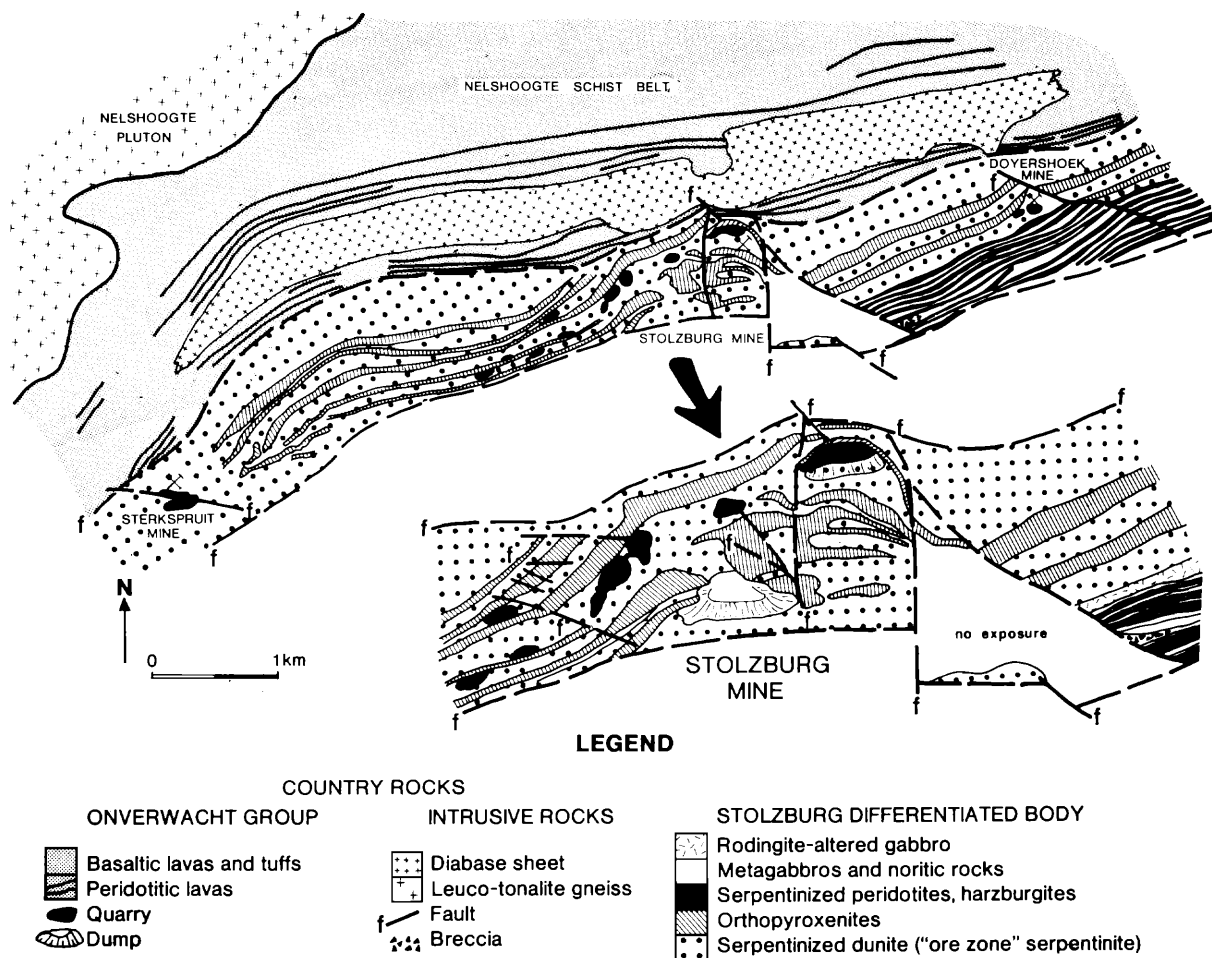 NELSHOOGTE SCHIST BELT
NELSHOOGTE
PLUTON
DOYERSHOEK
MINE
f
f
STOLZBURG MINE
f
f
f
f
STERKSPRUIT
MINE
f
f
f
N
0 1km
f
f
f
f
f
f
f
f
no exposure
STOLZBURG
MINE
f
f
f
LEGEND
COUNTRY ROCKS
ONVERWACHT GROUP
Basaltic lavas and tuffs
Peridotitic lavas
Quarry
Dump
INTRUSIVE ROCKS
Diabase sheet
Leuco-tonalite gneiss
f Fault
Breccia
STOLZBURG DIFFERENTIATED BODY
Rodingite-altered gabbro
Metagabbros and noritic rocks
Serpentinized peridotites, harzburgites
Orthopyroxenites
Serpentinized dunite ("ore zone" serpentinite)